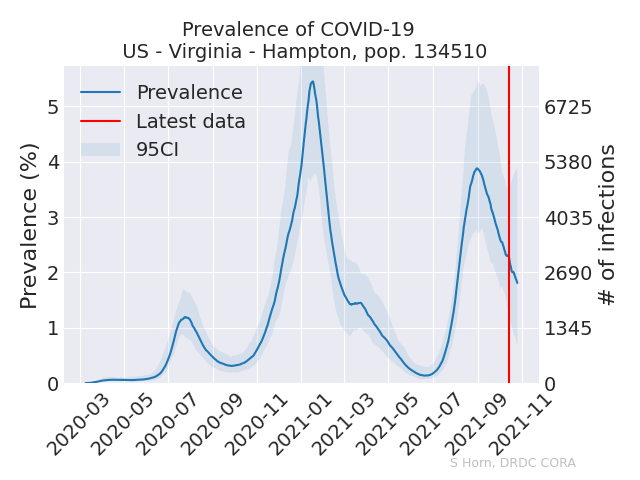 Prevalence of COVID-19
US - Virginia - Hampton, pop. 134510
Prevalence
Latest data
95CI
Prevalence (%)
5
4
3
2
1
0
6725
5380
4035
2690
1345
0
# of infections
2020-03
2020-05
2020-07
2020-09
2020-11
2021-01
2021-03
2021-05
2021-07
2021-09
2021-11
S Horn, DRDC CORA